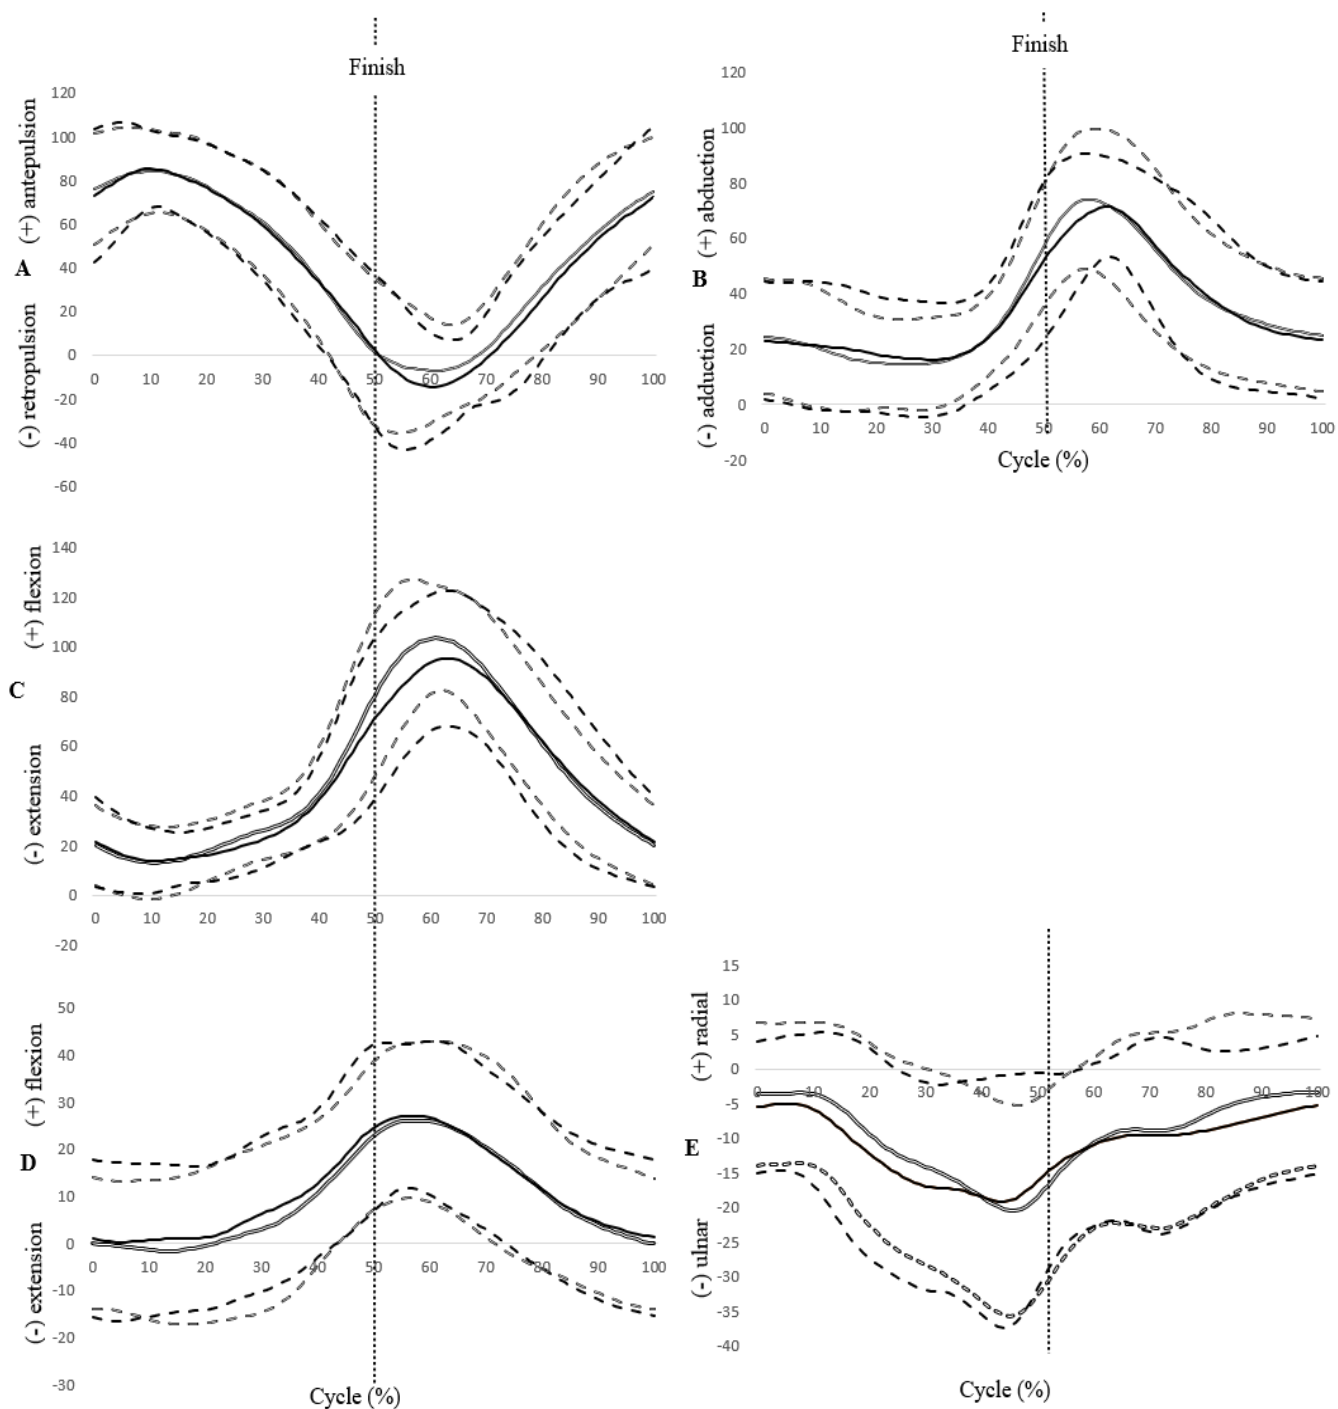 Finish
120
100
80
60
40
20
0
-20
-40
-60
(+) antepulsion
A
(-) retropulsion
0 10 20 30 40 50 60 70 80 90 100
Finish
120
100
80
60
40
20
0
-20
(+) abduction
B
(-) adduction
0 10 20 30 40 50 60 70 80 90 100
Cycle (%)
140
120
100
80
60
40
20
0
-20
(+) flexion
C
(-) extension
0 10 20 30 40 50 60 70 80 90 100
50
40
30
20
10
0
-10
-20
-30
(+) flexion
D
(-) extension
0 10 20 30 40 50 60 70 80 90 100
Cycle (%)
15
10
5
0
-5
-10
-15
-20
-25
-30
-35
-40
(+) radial
E
(-) ulnar
0 10 20 30 40 50 60 70 80 90 100
Cycle (%)